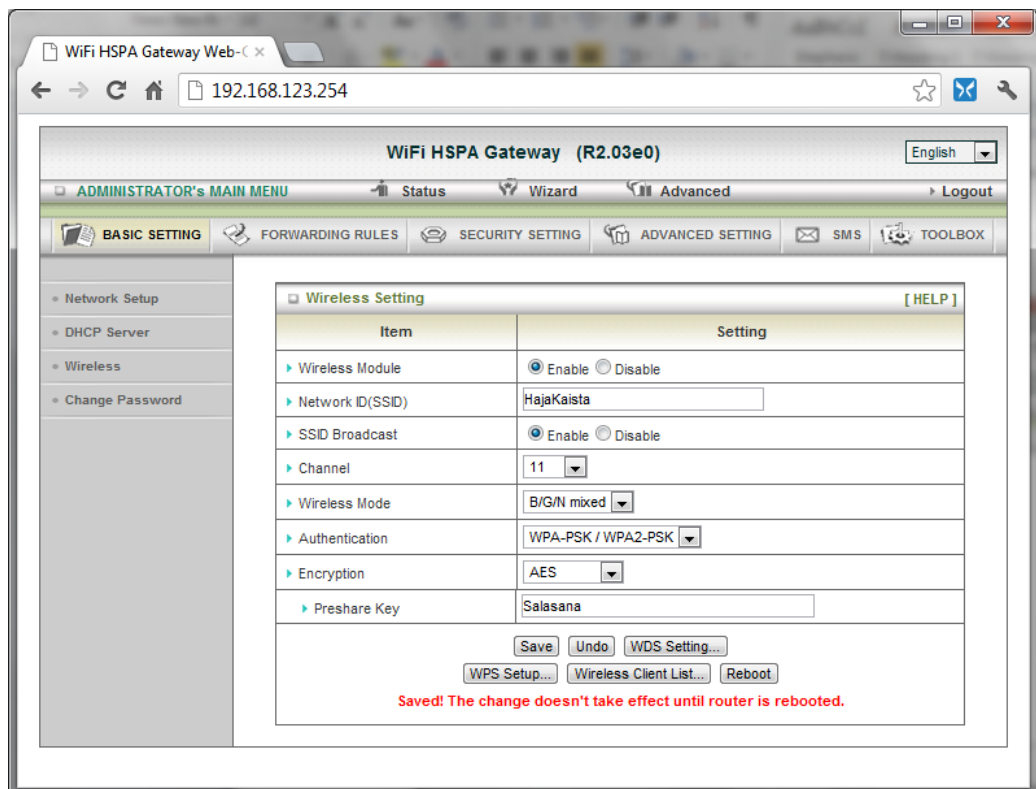 WiFi HSPA Gateway Web-C
192.168.123.254
WiFi HSPA Gateway (R2.03e0)
English
ADMINISTRATOR's MAIN MENU Status Wizard Advanced Logout
BASIC SETTING FORWARDING RULES SECURITY SETTING ADVANCED SETTING SMS TOOLBOX
Network Setup
DHCP Server
Wireless
Change Password
Wireless Setting [ HELP ]
Item Setting
Wireless Module Enable Disable
Network ID(SSID) HajaKaista
SSID Broadcast Enable Disable
Channel 11
Wireless Mode B/G/N mixed
Authentication WPA-PSK / WPA2-PSK
Encryption AES
Preshare Key Salasana
Save Undo WDS Setting...
WPS Setup... Wireless Client List... Reboot
Saved! The change doesn't take effect until router is rebooted.